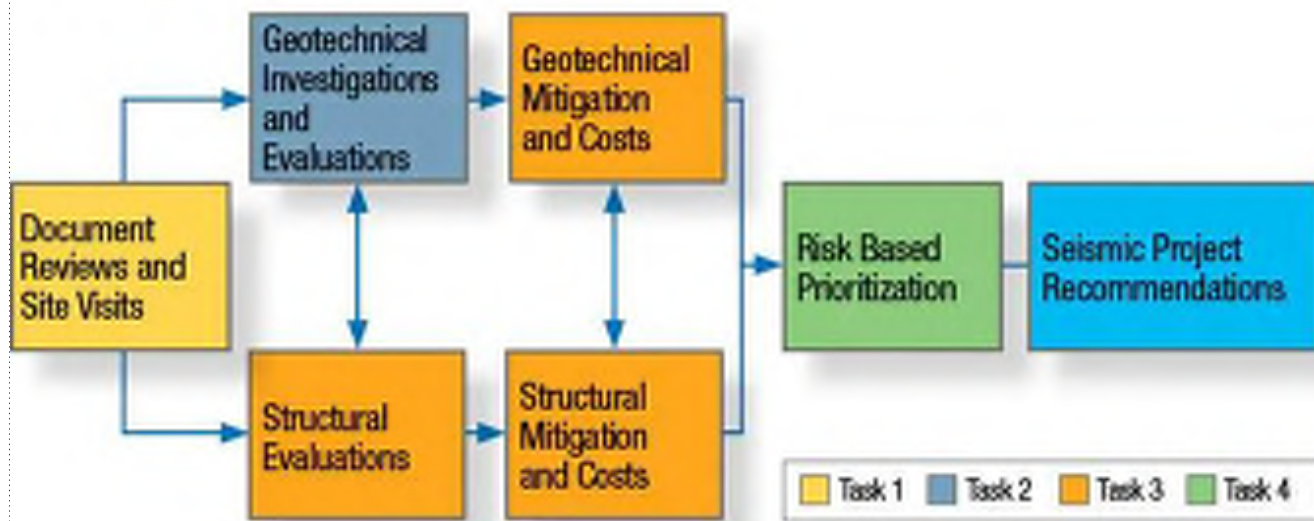 Geotechnical
Investigations
and
Evaluations
Geotechnical
Mitigation
and Costs
Document
Reviews and
Site Visits
Risk Based
Prioritization
Seismic Project
Recommendations
Structural
Evaluations
Structural
Mitigation
and Costs
Task 1
Task 2
Task 3
Task 4